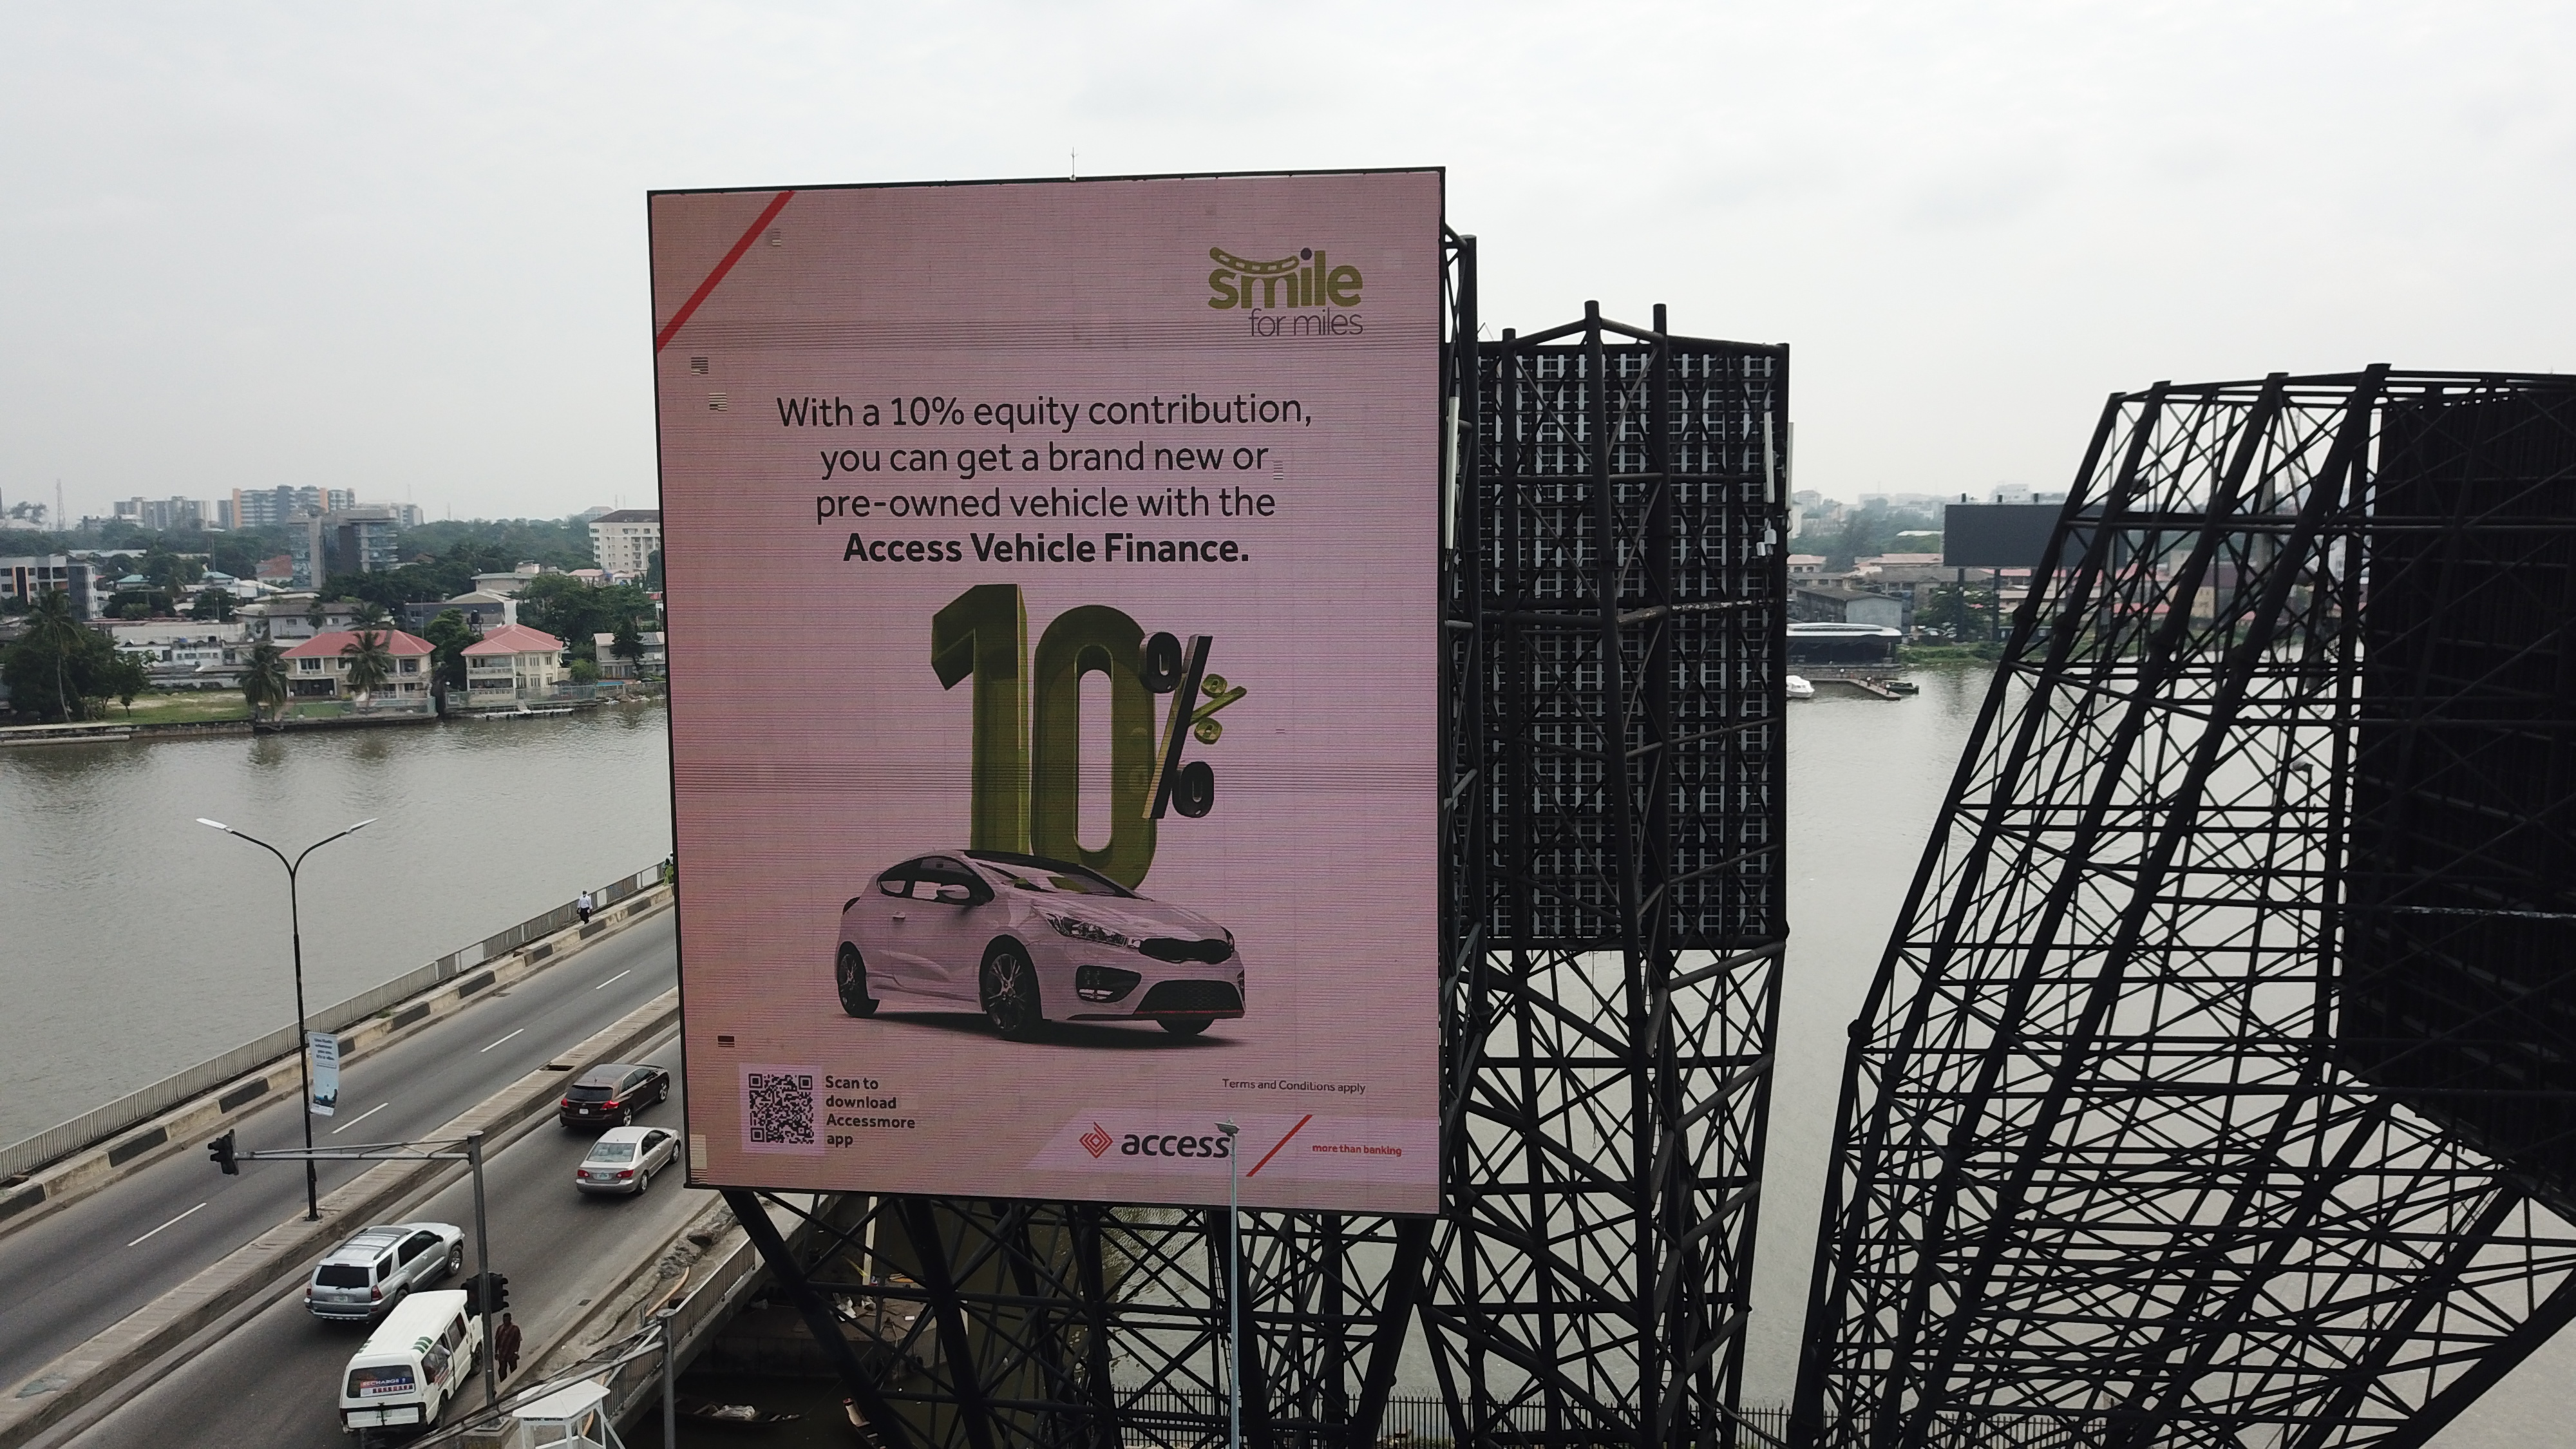 smile
for miles
With a 10% equity contribution,
you can get a brand new or
pre-owned vehicle with the
Access Vehicle Finance.
10%
%
Scan to
download
Accessmore
app
Terms and Conditions apply
access
more than banking